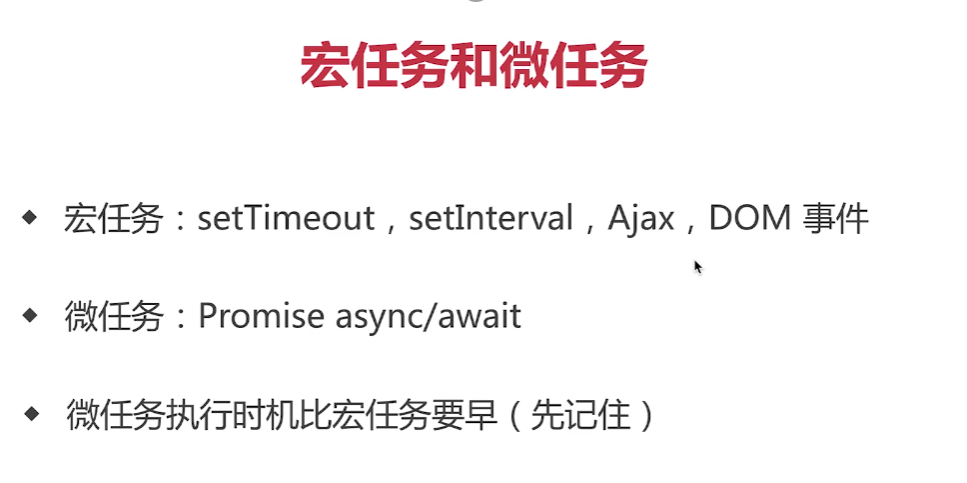 宏任务和微任务
◆ 宏任务：setTimeout，setInterval，Ajax，DOM 事件
◆ 微任务：Promise async/await
◆ 微任务执行时机比宏任务要早（先记住）